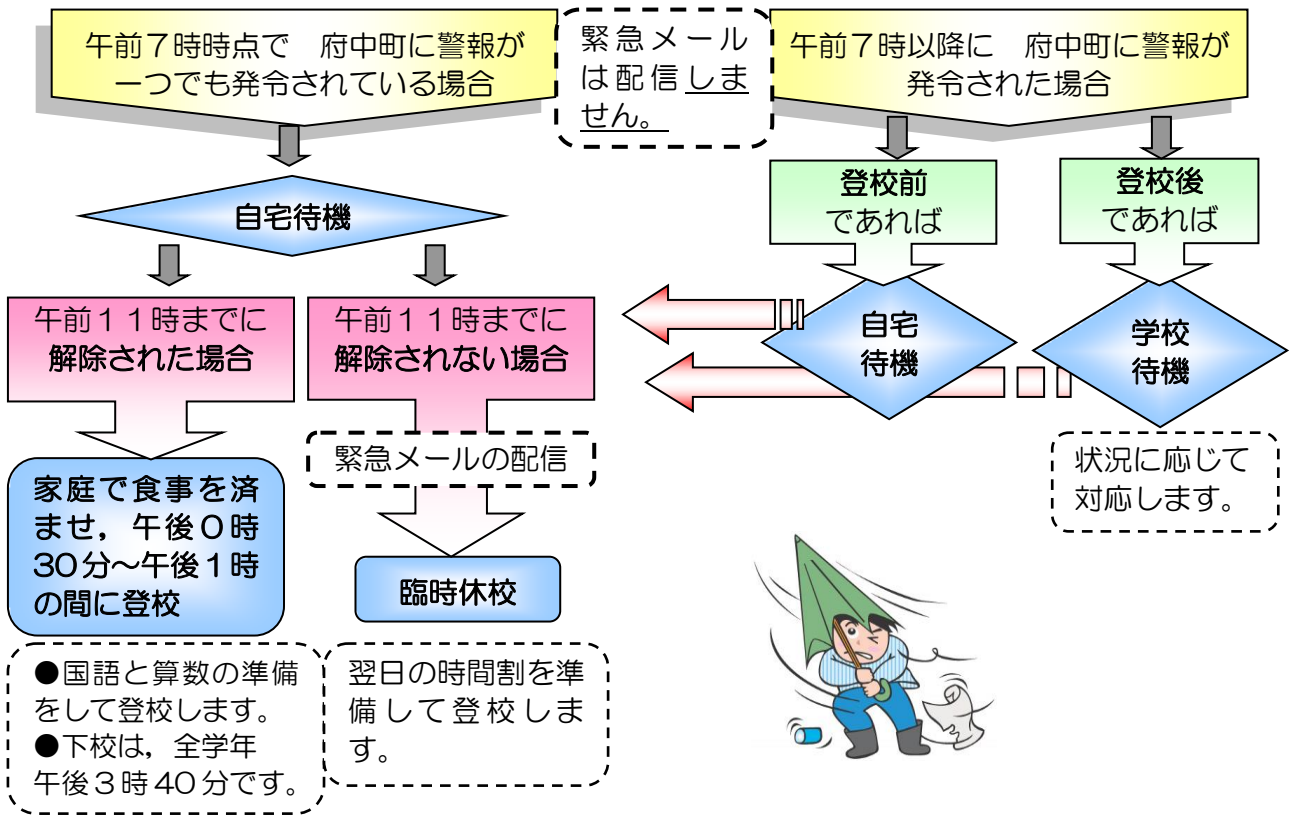 午前７時時点で　府中町に警報が
一つでも発令されている場合
緊急メール
は配信しま
せん。
午前７時以降に　府中町に警報が
発令された場合
自宅待機
登校前
であれば
登校後
であれば
午前１１時までに
解除された場合
午前１１時までに
解除されない場合
自宅
待機
学校
待機
緊急メールの配信
状況に応じて
対応します。
家庭で食事を済
ませ，午後０時
30分～午後１時
の間に登校
臨時休校
●国語と算数の準備
をして登校します。
●下校は，全学年
午後３時40分です。
翌日の時間割を準
備して登校しま
す。